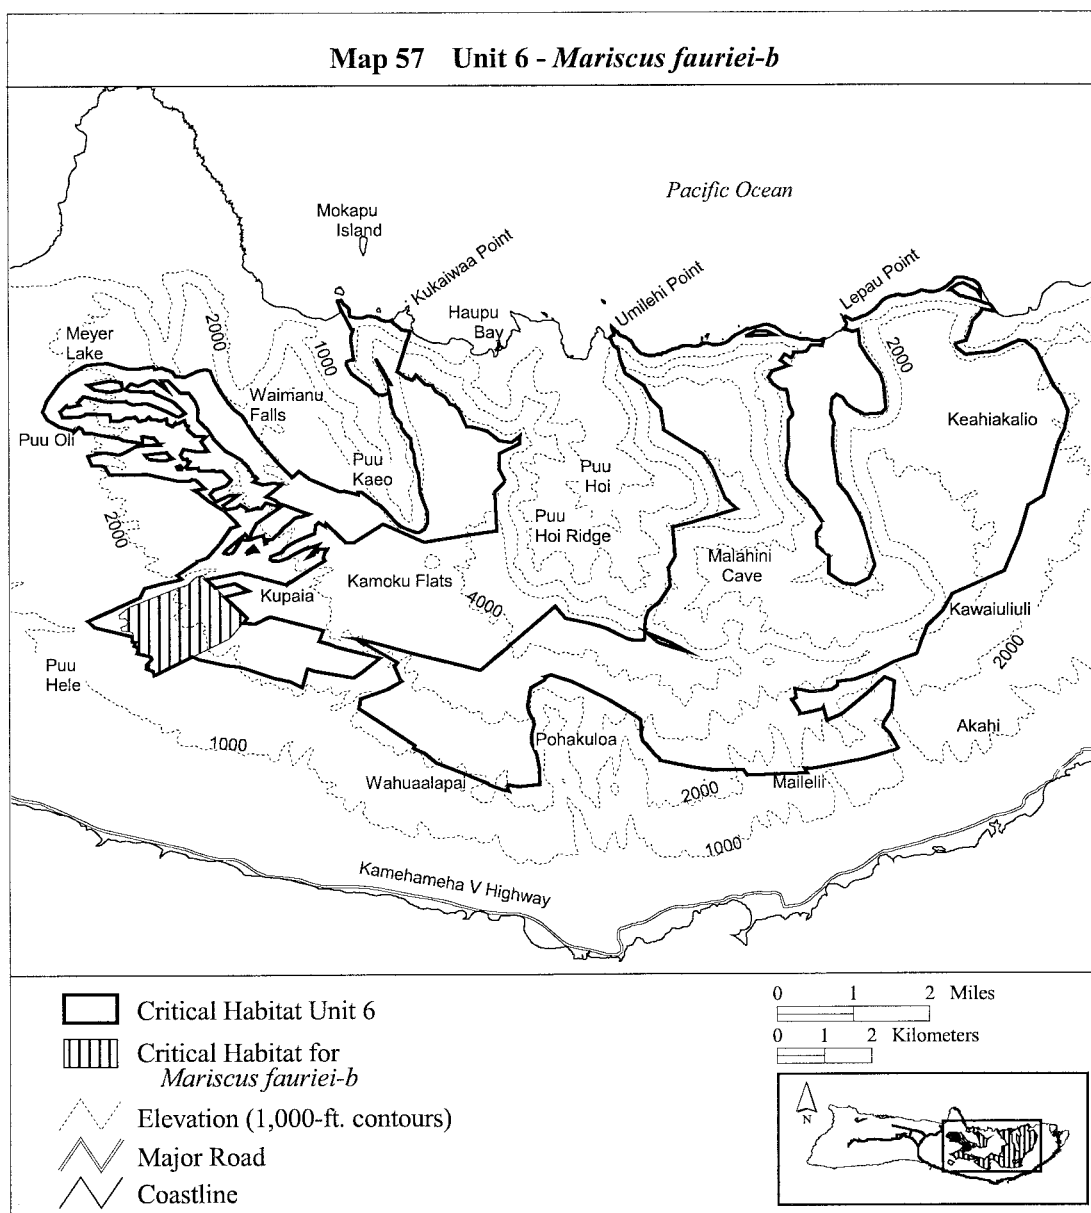 Map 57 Unit 6 - Mariscus fauriei-b
Pacific Ocean
Mokapu
Island
Kukaiwaa Point
Haupu
Bay
Umilehi Point
Lepau Point
Meyer
Lake
2000
1000
2000
Waimanu
Falls
Keahiakalio
Puu Oli
Puu
Kaeo
Puu
Hoi
Puu
Hoi Ridge
2000
Malahini
Cave
Kamoku Flats
Kupaia
4000
Kawaiuliuli
Puu
Hele
2000
1000
Pohakuloa
Akahi
Wahuaalapai
2000
Mailelii
1000
Kamehameha V Highway
Critical Habitat Unit 6
Critical Habitat for
Mariscus fauriei-b
Elevation (1,000-ft. contours)
Major Road
Coastline
0 1 2 Miles
0 1 2 Kilometers
N